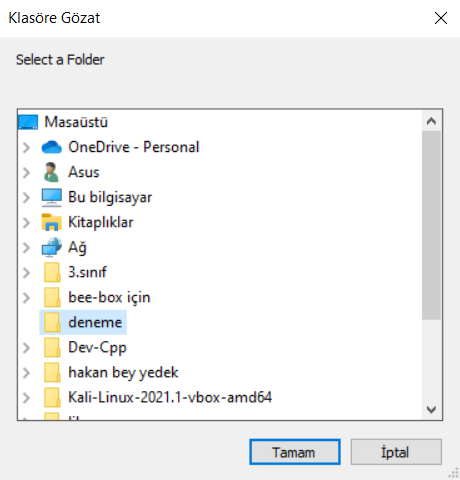 Klasöre Gözat
Select a Folder
Masaüstü
OneDrive - Personal
Asus
Bu bilgisayar
Kitaplıklar
Ağ
3.sınıf
bee-box için
deneme
Dev-Cpp
hakan bey yedek
Kali-Linux-2021.1-vbox-amd64
Tamam
İptal